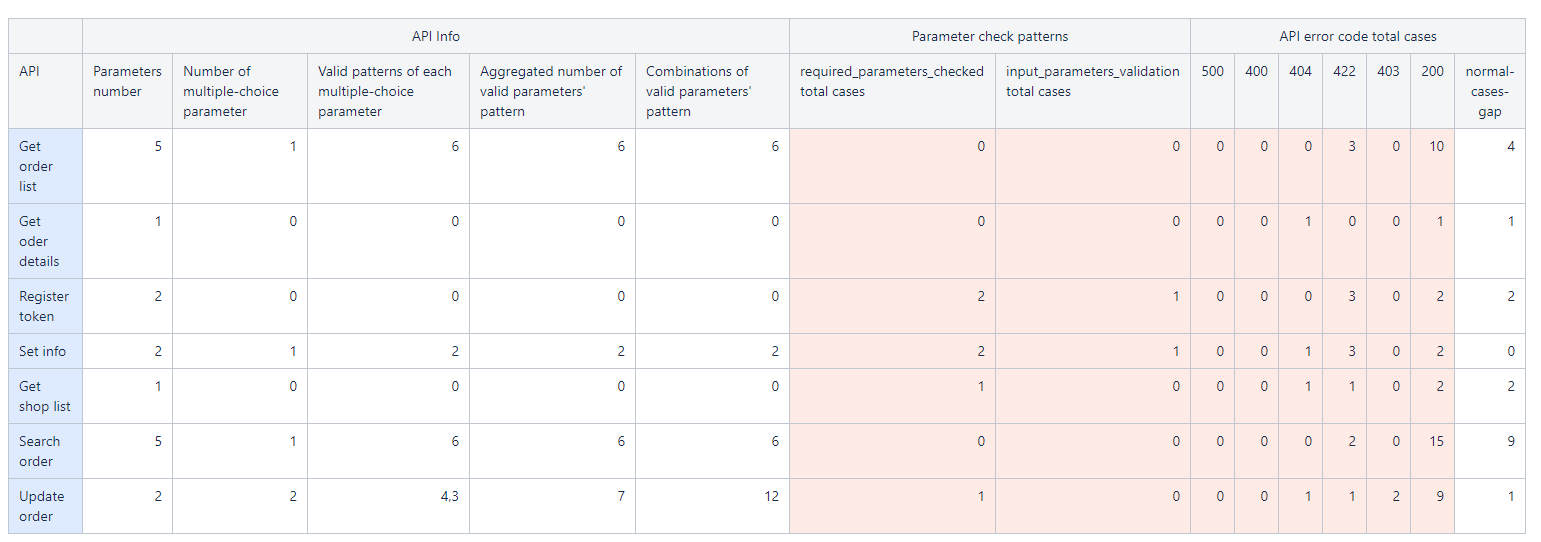 API Info Parameter check patterns API error code total cases
API Parameters Number of Valid patterns of each Aggregated number of Combinations of required_parameters_checked input_parameters_validation 500 400 404 422 403 200 normal-
number multiple-choice multiple-choice valid parameters' valid parameters' total cases total cases cases-
parameter parameter pattern pattern gap
Get 5 1 6 6 6 0 0 0 0 0 3 0 10 4
order
list
Get 1 0 0 0 0 0 0 0 0 1 0 0 1 1
oder
details
Register 2 0 0 0 0 2 1 0 0 0 3 0 2 2
token
Set info 2 1 2 2 2 2 1 0 0 1 3 0 2 0
Get 1 0 0 0 0 1 0 0 0 1 1 0 2 2
shop list
Search 5 1 6 6 6 0 0 0 0 0 2 0 15 9
order
Update 2 2 4,3 7 12 1 0 0 0 1 1 2 9 1
order